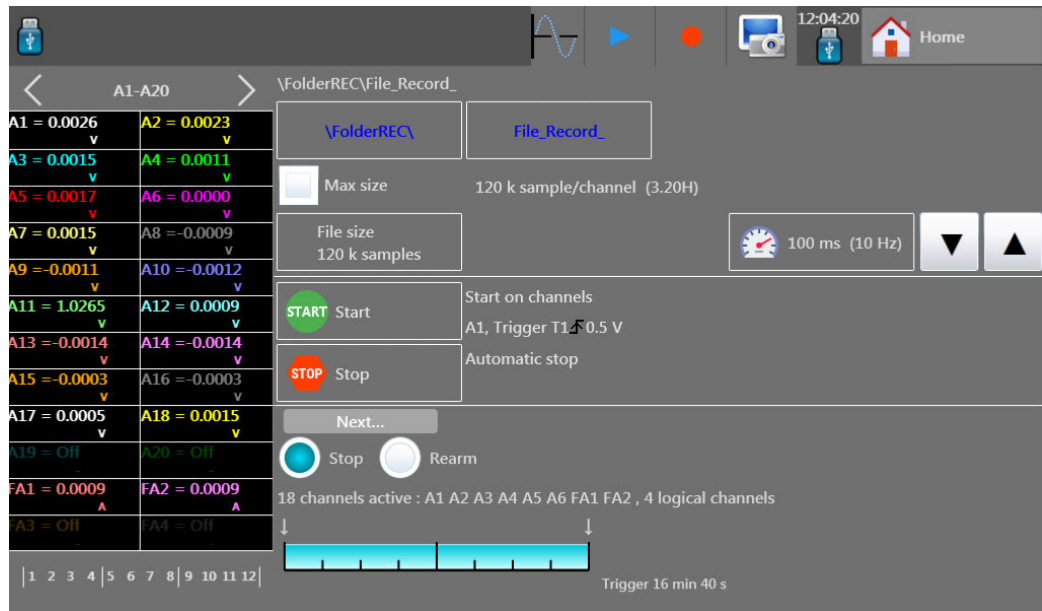 12:04:20
Home
A1-A20
\FolderREC\File_Record_
A1 = 0.0026
V
A2 = 0.0023
V
A3 = 0.0015
V
A4 = 0.0011
V
A5 = 0.0017
V
A6 = 0.0000
V
A7 = 0.0015
V
A8 =-0.0009
V
A9 =-0.0011
V
A10 =-0.0012
V
A11 = 1.0265
V
A12 = 0.0009
V
A13 =-0.0014
V
A14 =-0.0014
V
A15 =-0.0003
V
A16 =-0.0003
V
A17 = 0.0005
V
A18 = 0.0015
V
A19 = Off
-
A20 = Off
-
FA1 = 0.0009
A
FA2 = 0.0009
A
FA3 = Off
-
FA4 = Off
-
1 2 3 4 5 6 7 8 9 10 11 12
\FolderREC\
File_Record_
Max size
120 k sample/channel (3.20H)
File size
120 k samples
100 ms (10 Hz)
START Start
Start on channels
A1, Trigger T1 0.5 V
STOP Stop
Automatic stop
Next...
Stop
Rearm
18 channels active : A1 A2 A3 A4 A5 A6 FA1 FA2 , 4 logical channels
Trigger 16 min 40 s